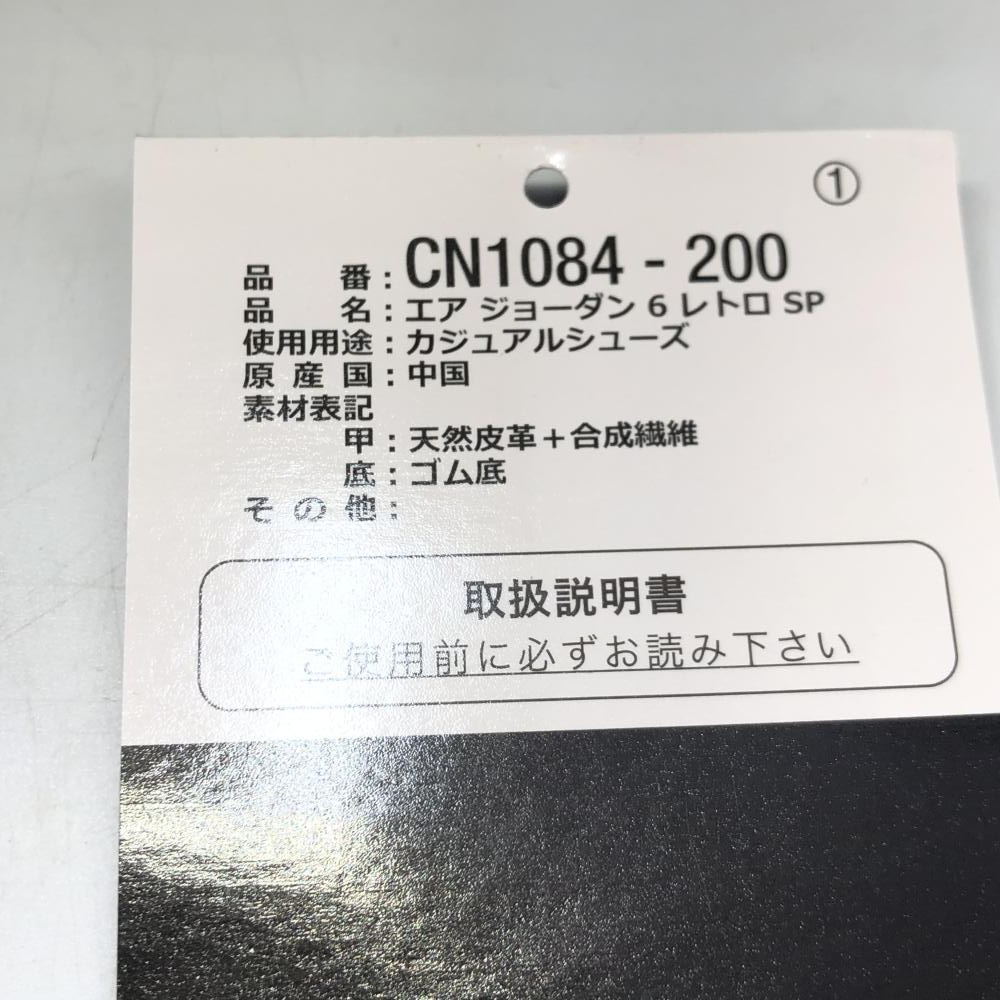 ①
品番：CN1084 - 200
品名：エア ジョーダン 6 レトロ SP
使用用途：カジュアルシューズ
原産国：中国
素材表記
甲：天然皮革＋合成繊維
底：ゴム底
その他：
取扱説明書
ご使用前に必ずお読み下さい